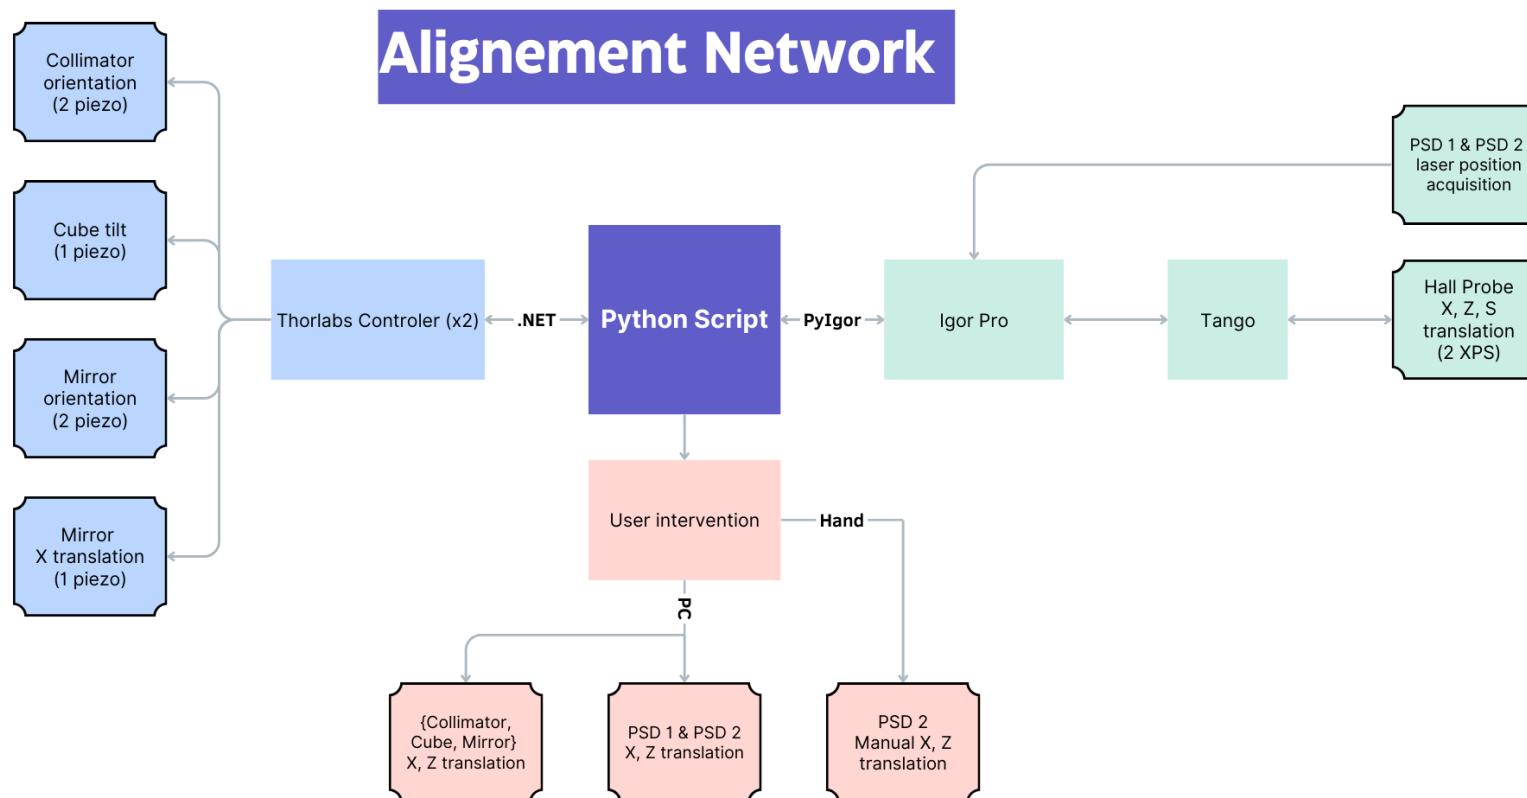 Alignement Network
Collimator
orientation
(2 piezo)
Cube tilt
(1 piezo)
Mirror
orientation
(2 piezo)
Mirror
X translation
(1 piezo)
Thorlabs Controler (x2)
.NET
Python Script
PyIgor
Igor Pro
Tango
PSD 1 & PSD 2
laser position
acquisition
Hall Probe
X, Z, S
translation
(2 XPS)
User intervention
Hand
PC
{Collimator,
Cube, Mirror}
X, Z translation
PSD 1 & PSD 2
X, Z translation
PSD 2
Manual X, Z
translation